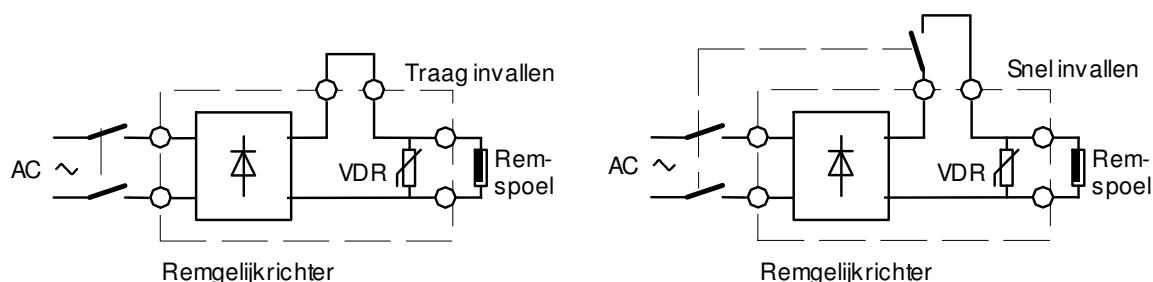 Traag invallen
AC
VDR
Rem-
spoel
Remgelijkrichter
Snel invallen
AC
VDR
Rem-
spoel
Remgelijkrichter